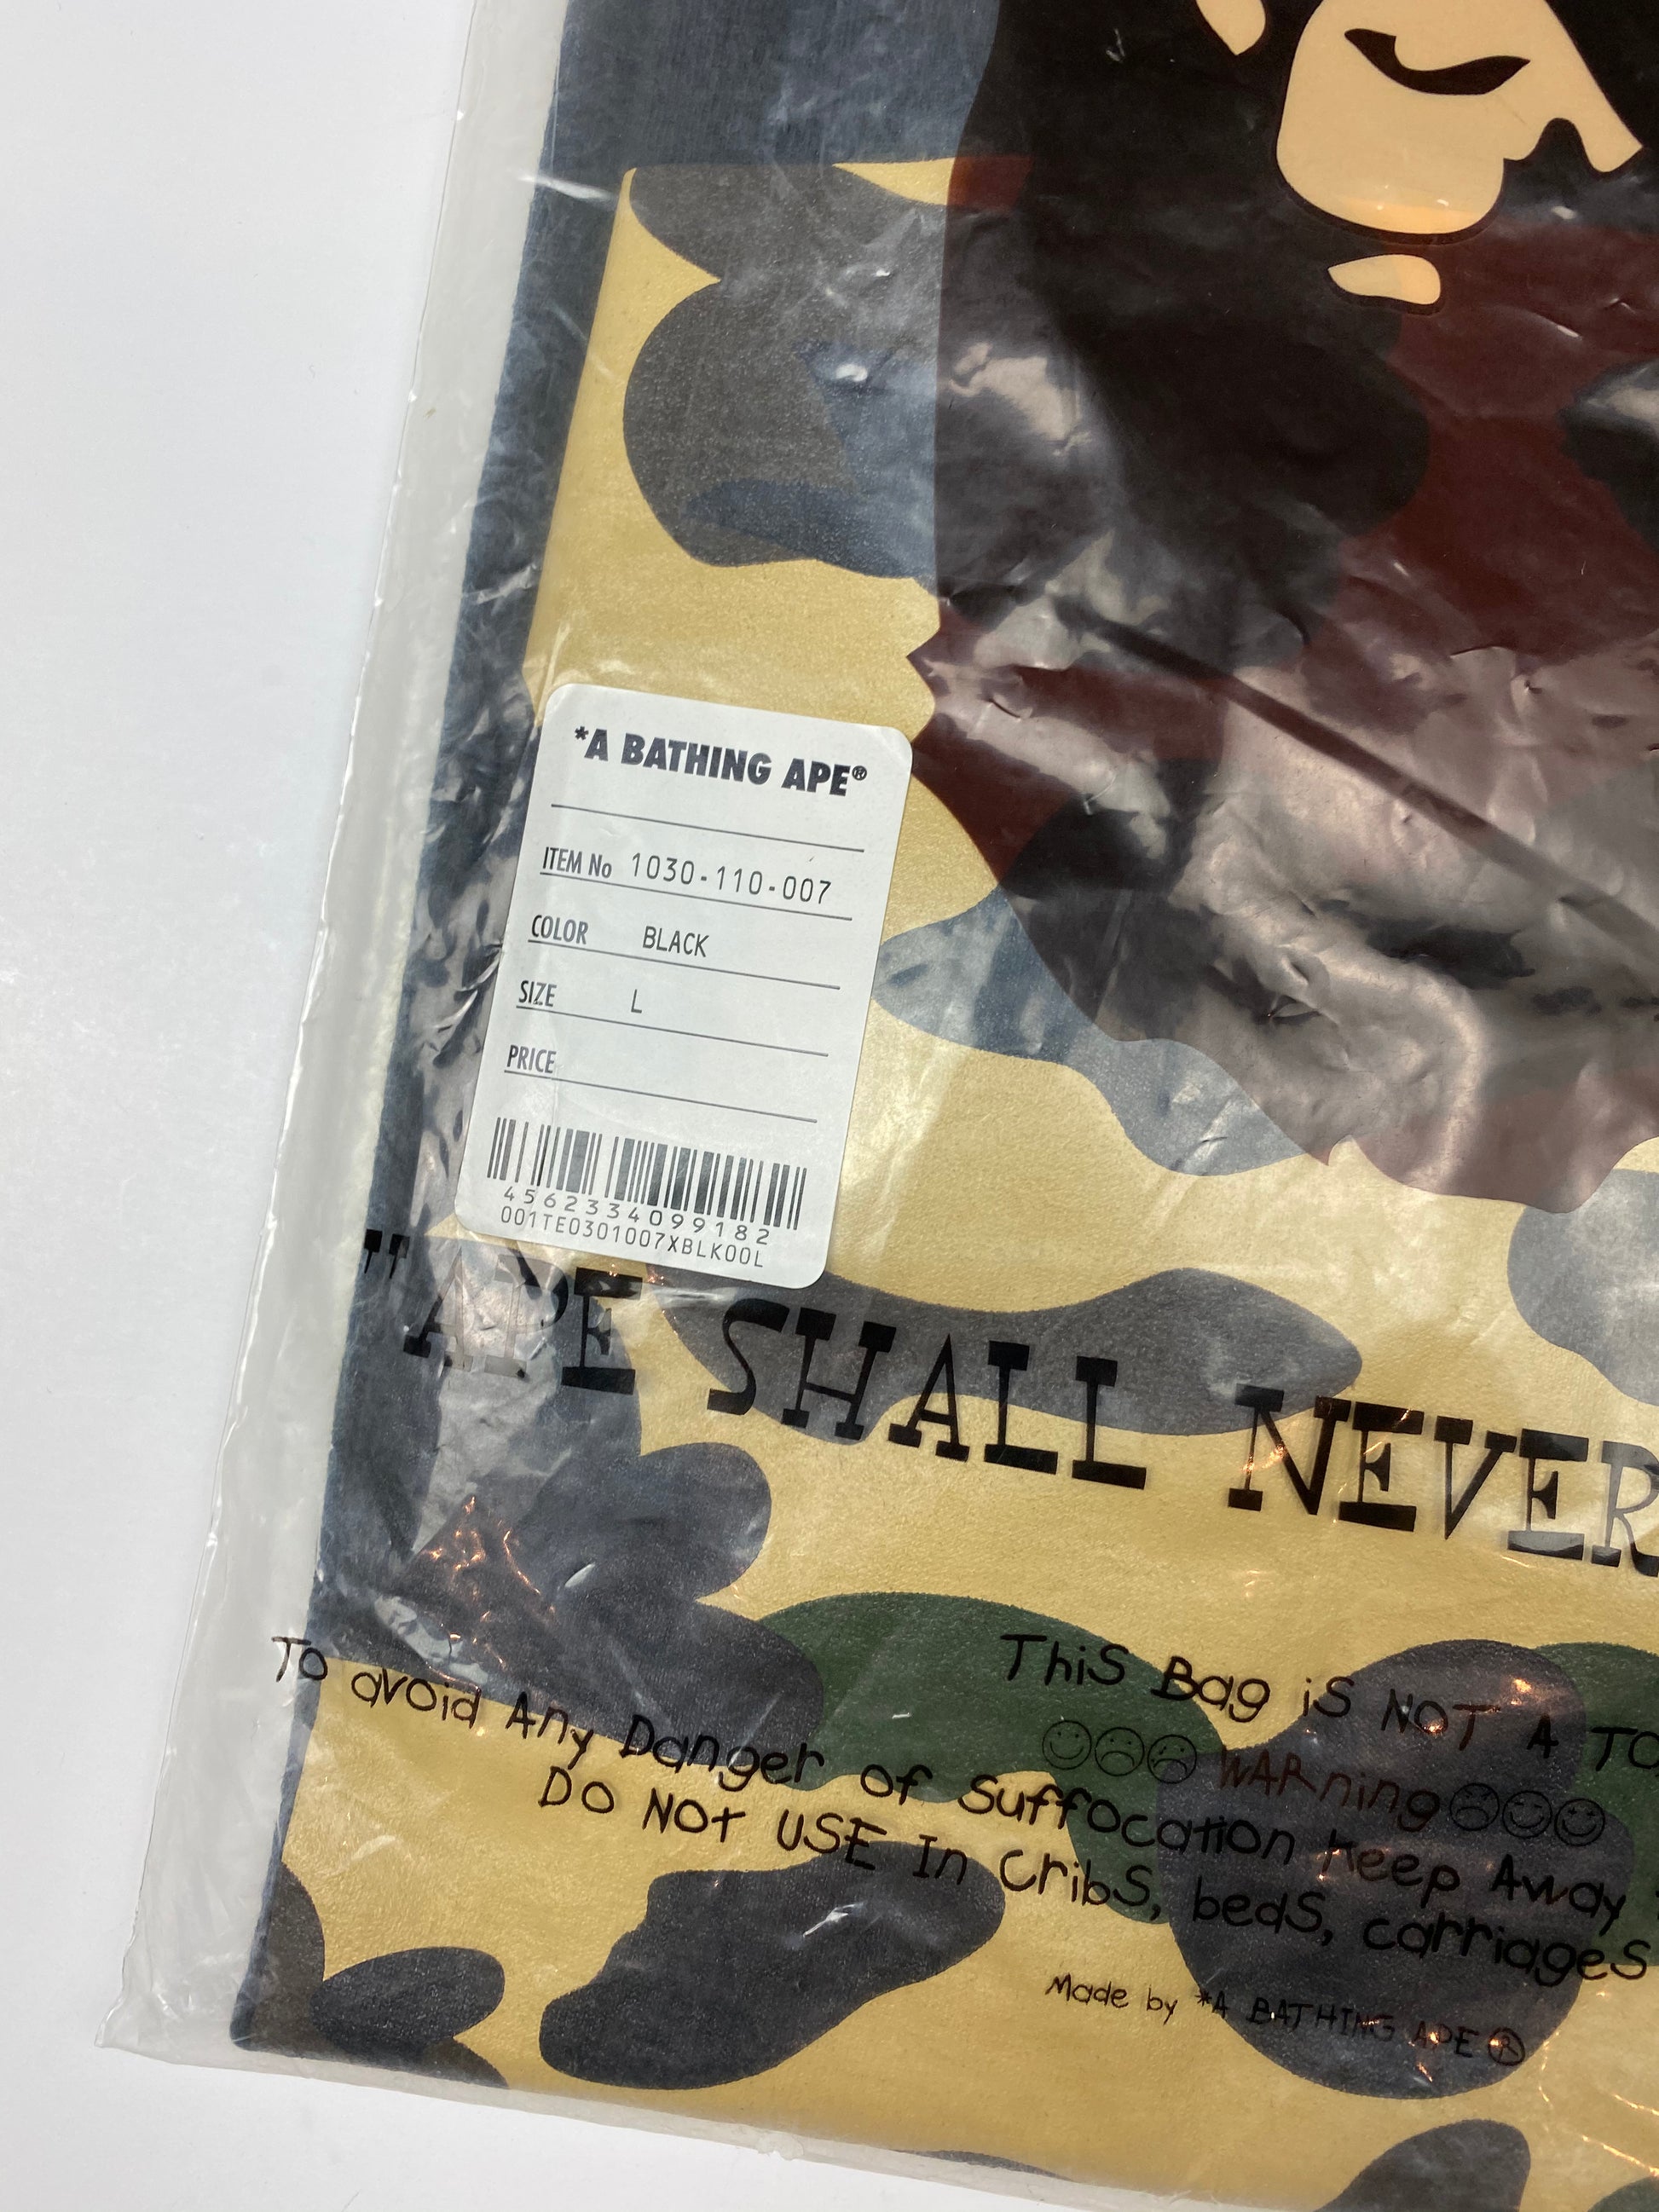 *A BATHING APE®
ITEM No 1030-110-007
COLOR BLACK
SIZE L
PRICE
4562334099182
001TE0301007XBLK00L
"APE SHALL NEVER
THiS Bag iS NOT A TO
WARning
To avoid Any Danger of Suffocation Keep Away
DO NOT USE In CribS, bedS, carriageS
Made by *A BATHING APE®